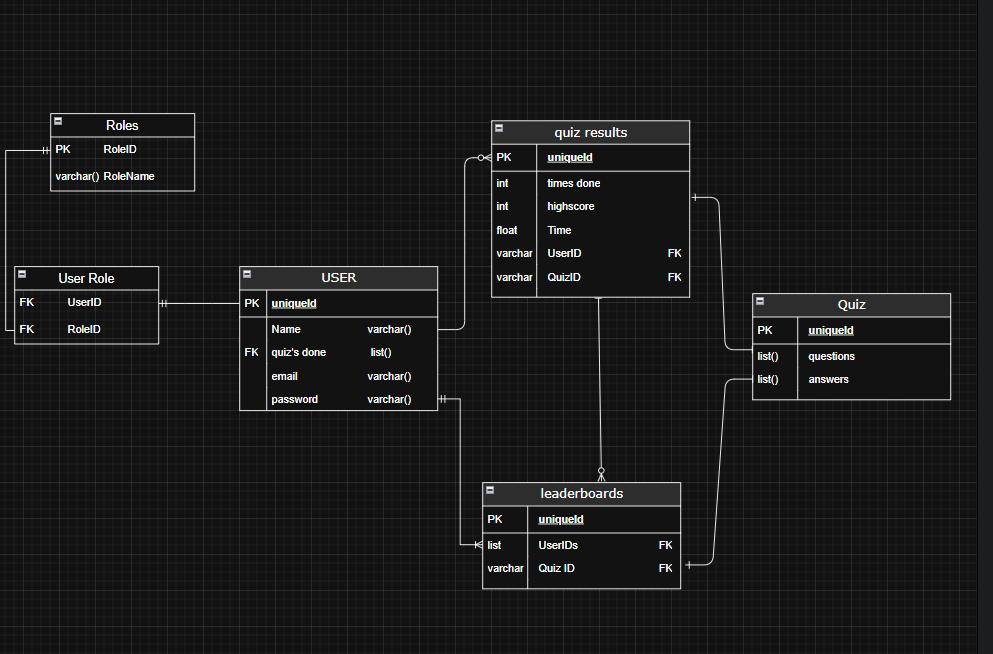 Roles
PK RoleID
varchar() RoleName
User Role
FK UserID
FK RoleID
USER
PK uniqueId
Name varchar()
FK quiz's done list()
email varchar()
password varchar()
quiz results
PK uniqueId
int times done
int highscore
float Time
varchar UserID FK
varchar QuizID FK
Quiz
PK uniqueId
list() questions
list() answers
leaderboards
PK uniqueId
list UserIDs FK
varchar Quiz ID FK